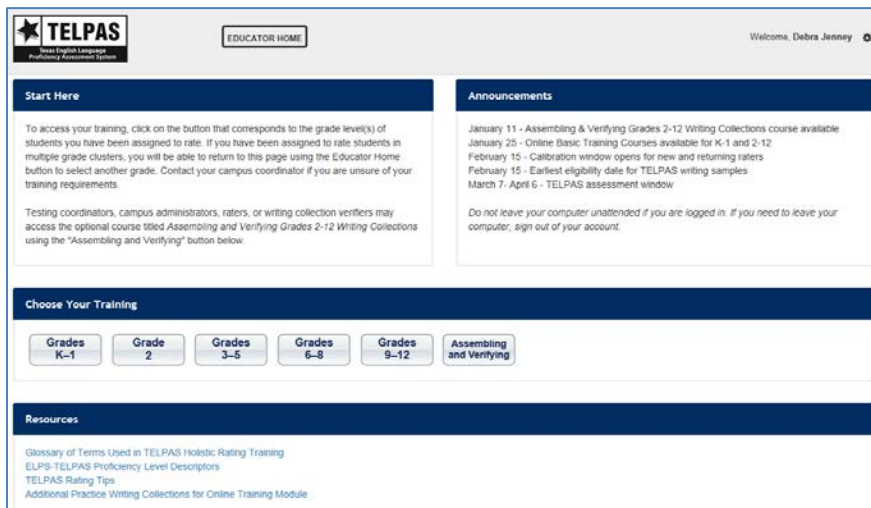 TELPAS
Texas English Language
Proficiency Assessment System
EDUCATOR HOME
Welcome, Debra Jenney
Start Here
To access your training, click on the button that corresponds to the grade level(s) of
students you have been assigned to rate. If you have been assigned to rate students in
multiple grade clusters, you will be able to return to this page using the Educator Home
button to select another grade. Contact your campus coordinator if you are unsure of your
training requirements.
Testing coordinators, campus administrators, raters, or writing collection verifiers may
access the optional course titled Assembling and Verifying Grades 2-12 Writing Collections
using the "Assembling and Verifying" button below.
Announcements
January 11 - Assembling & Verifying Grades 2-12 Writing Collections course available
January 25 - Online Basic Training Courses available for K-1 and 2-12
February 15 - Calibration window opens for new and returning raters
February 15 - Earliest eligibility date for TELPAS writing samples
March 7- April 6 - TELPAS assessment window
Do not leave your computer unattended if you are logged in. If you need to leave your
computer, sign out of your account.
Choose Your Training
Grades
K–1
Grade
2
Grades
3–5
Grades
6–8
Grades
9–12
Assembling
and Verifying
Resources
Glossary of Terms Used in TELPAS Holistic Rating Training
ELPS-TELPAS Proficiency Level Descriptors
TELPAS Rating Tips
Additional Practice Writing Collections for Online Training Module